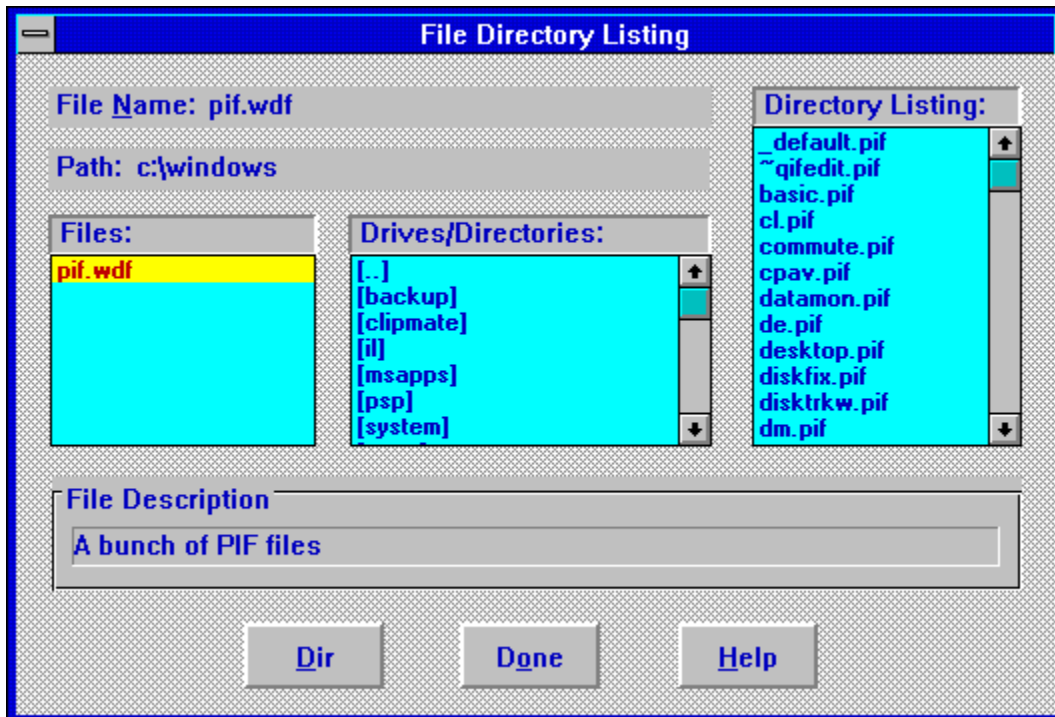 File Directory Listing
File Name: pif.wdf
Path: c:\windows
Files:
pif.wdf
Drives/Directories:
[..]
[backup]
[clipmate]
[il]
[msapps]
[psp]
[system]
Directory Listing:
_default.pif
~qifedit.pif
basic.pif
cl.pif
commute.pif
cpav.pif
datamon.pif
de.pif
desktop.pif
diskfix.pif
disktrkw.pif
dm.pif
File Description
A bunch of PIF files
Dir
Done
Help